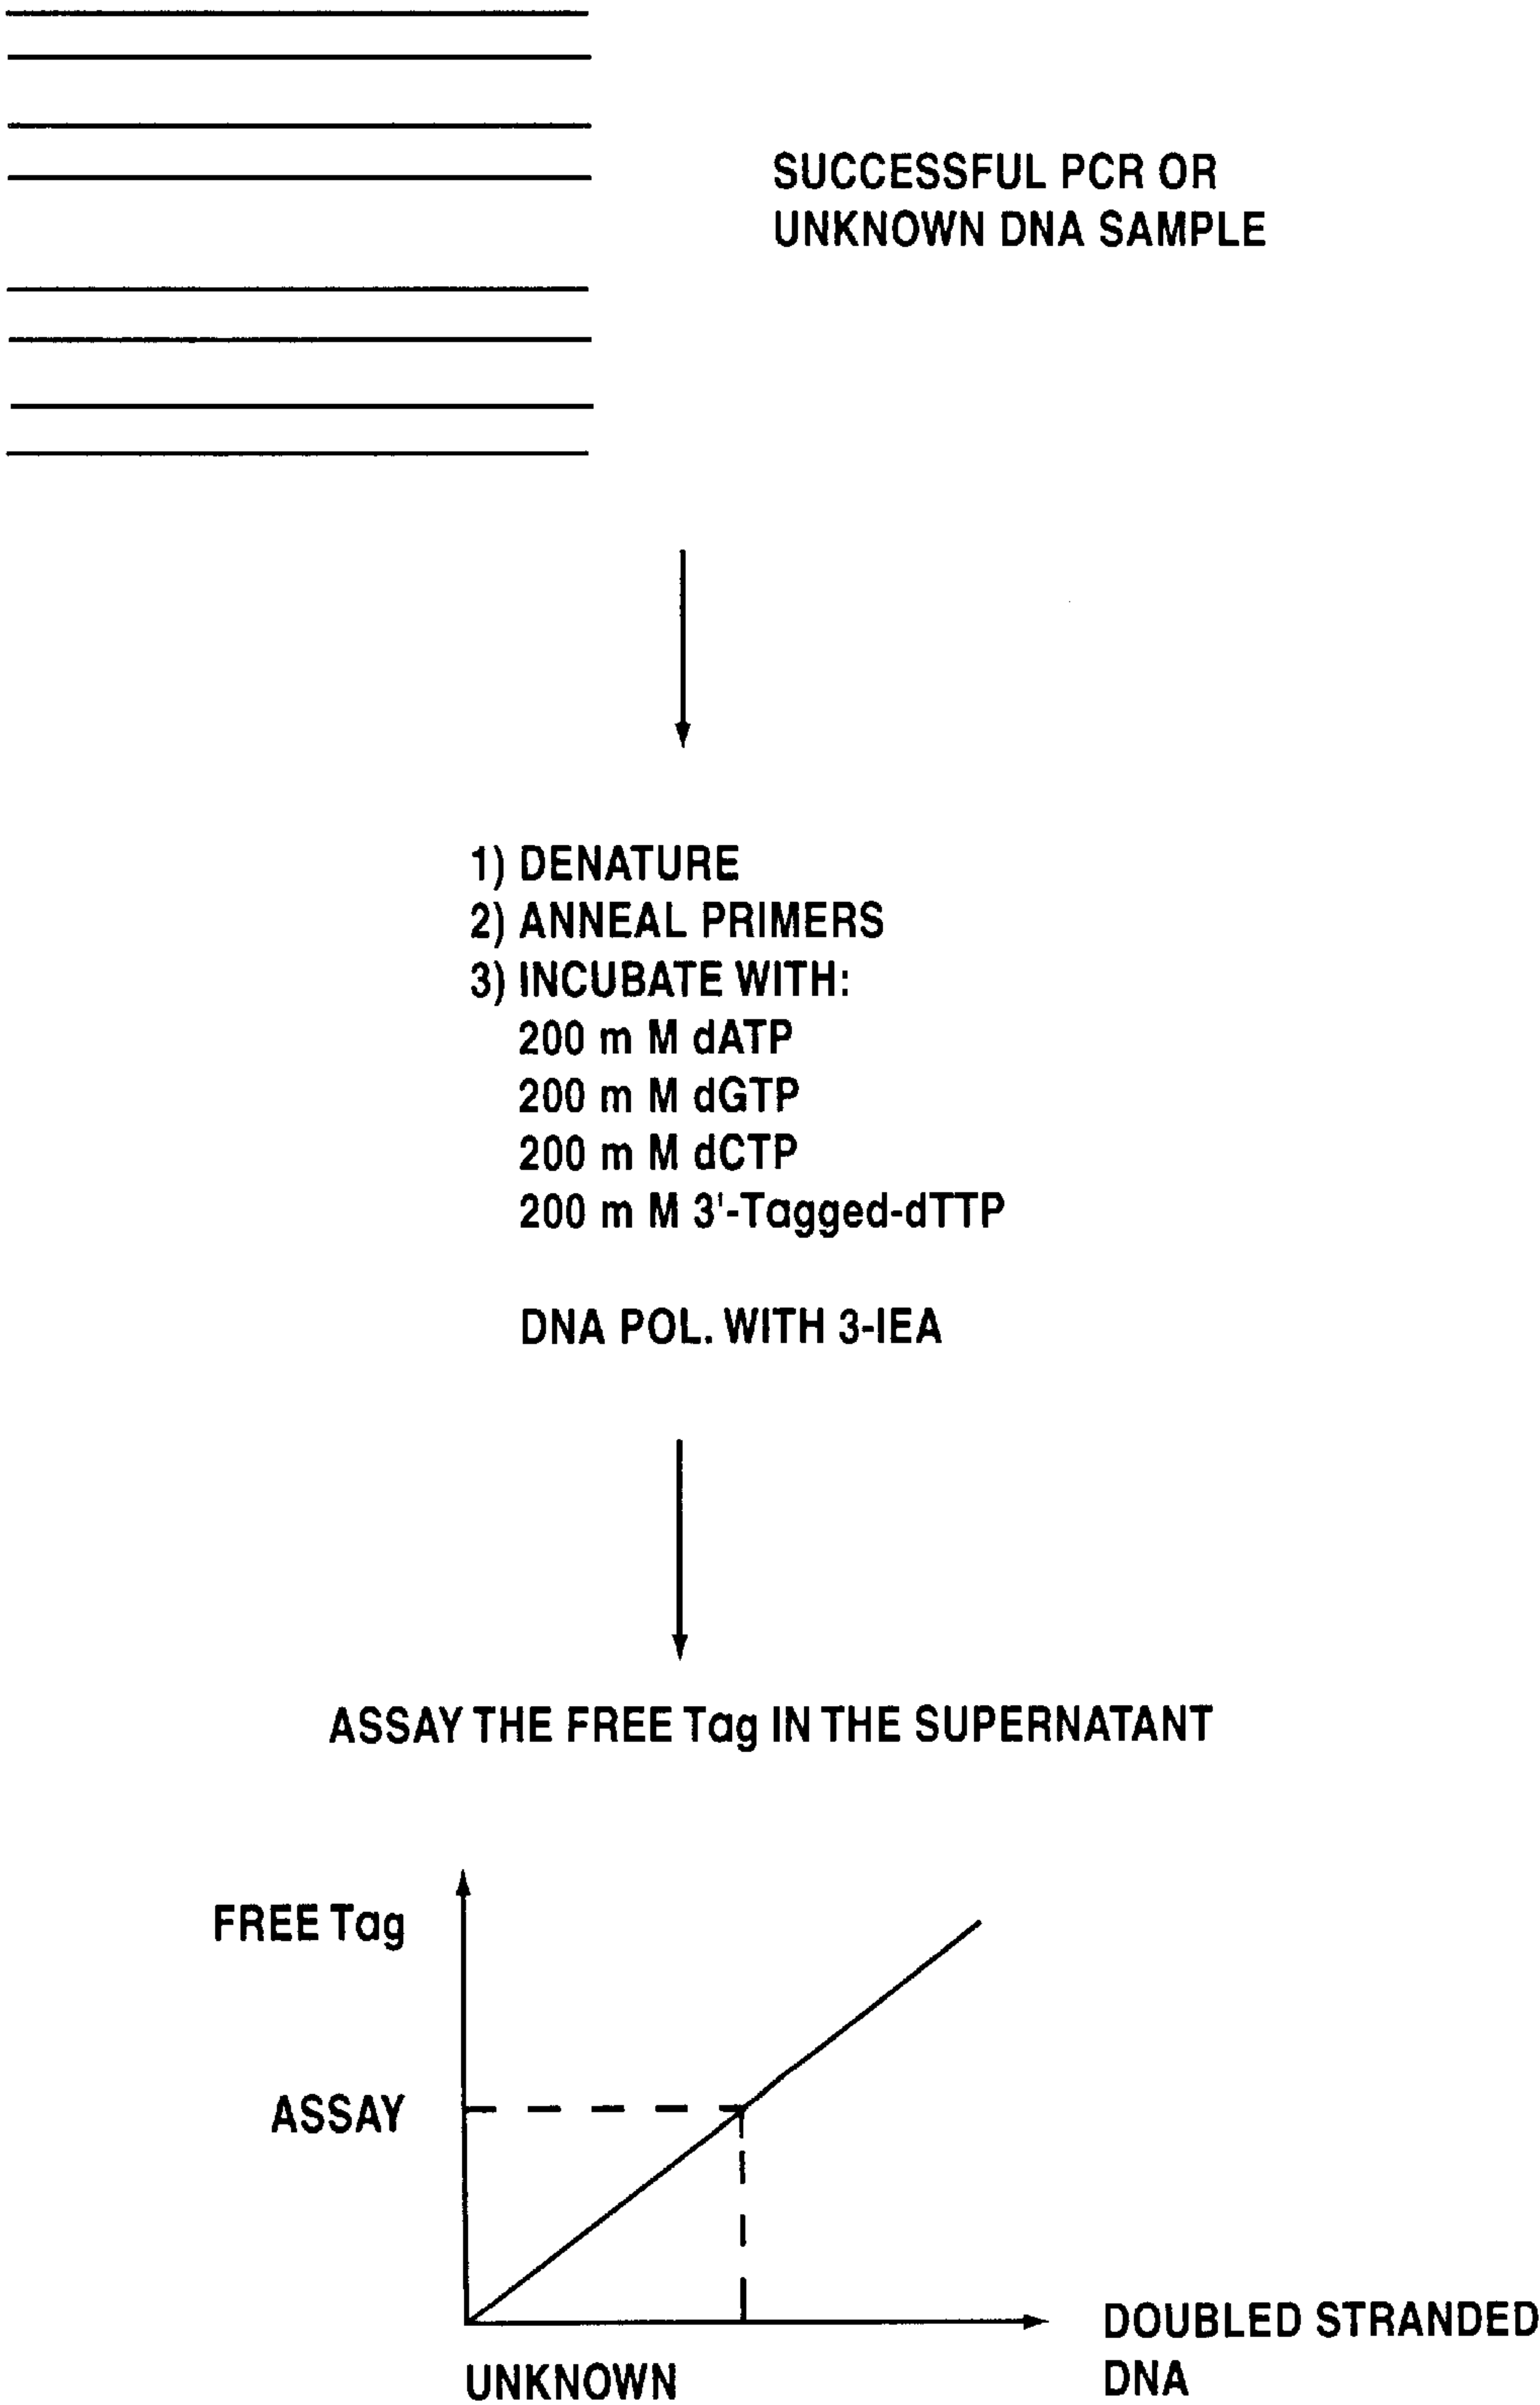 SUCCESSFUL PCR OR
UNKNOWN DNA SAMPLE
1) DENATURE
2) ANNEAL PRIMERS
3) INCUBATE WITH:
200 m M dATP
200 m M dGTP
200 m M dCTP
200 m M 3'-Tagged-dTTP
DNA POL. WITH 3-IEA
ASSAY THE FREE Tag IN THE SUPERNATANT
FREE Tag
ASSAY
DOUBLED STRANDED
DNA
UNKNOWN